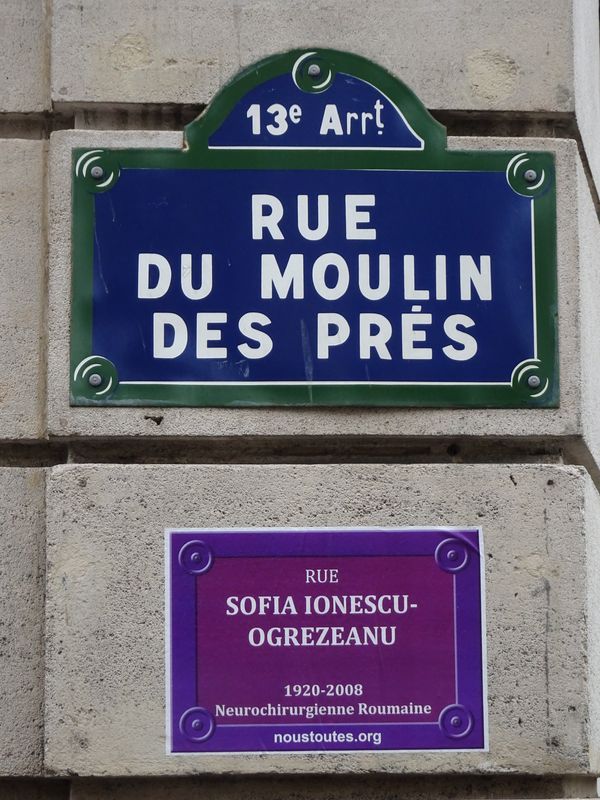 13e Arrt
RUE
DU MOULIN
DES PRÉS
RUE
SOFIA IONESCU-
OGREZEANU
1920-2008
Neurochirurgienne Roumaine
noustoutes.org